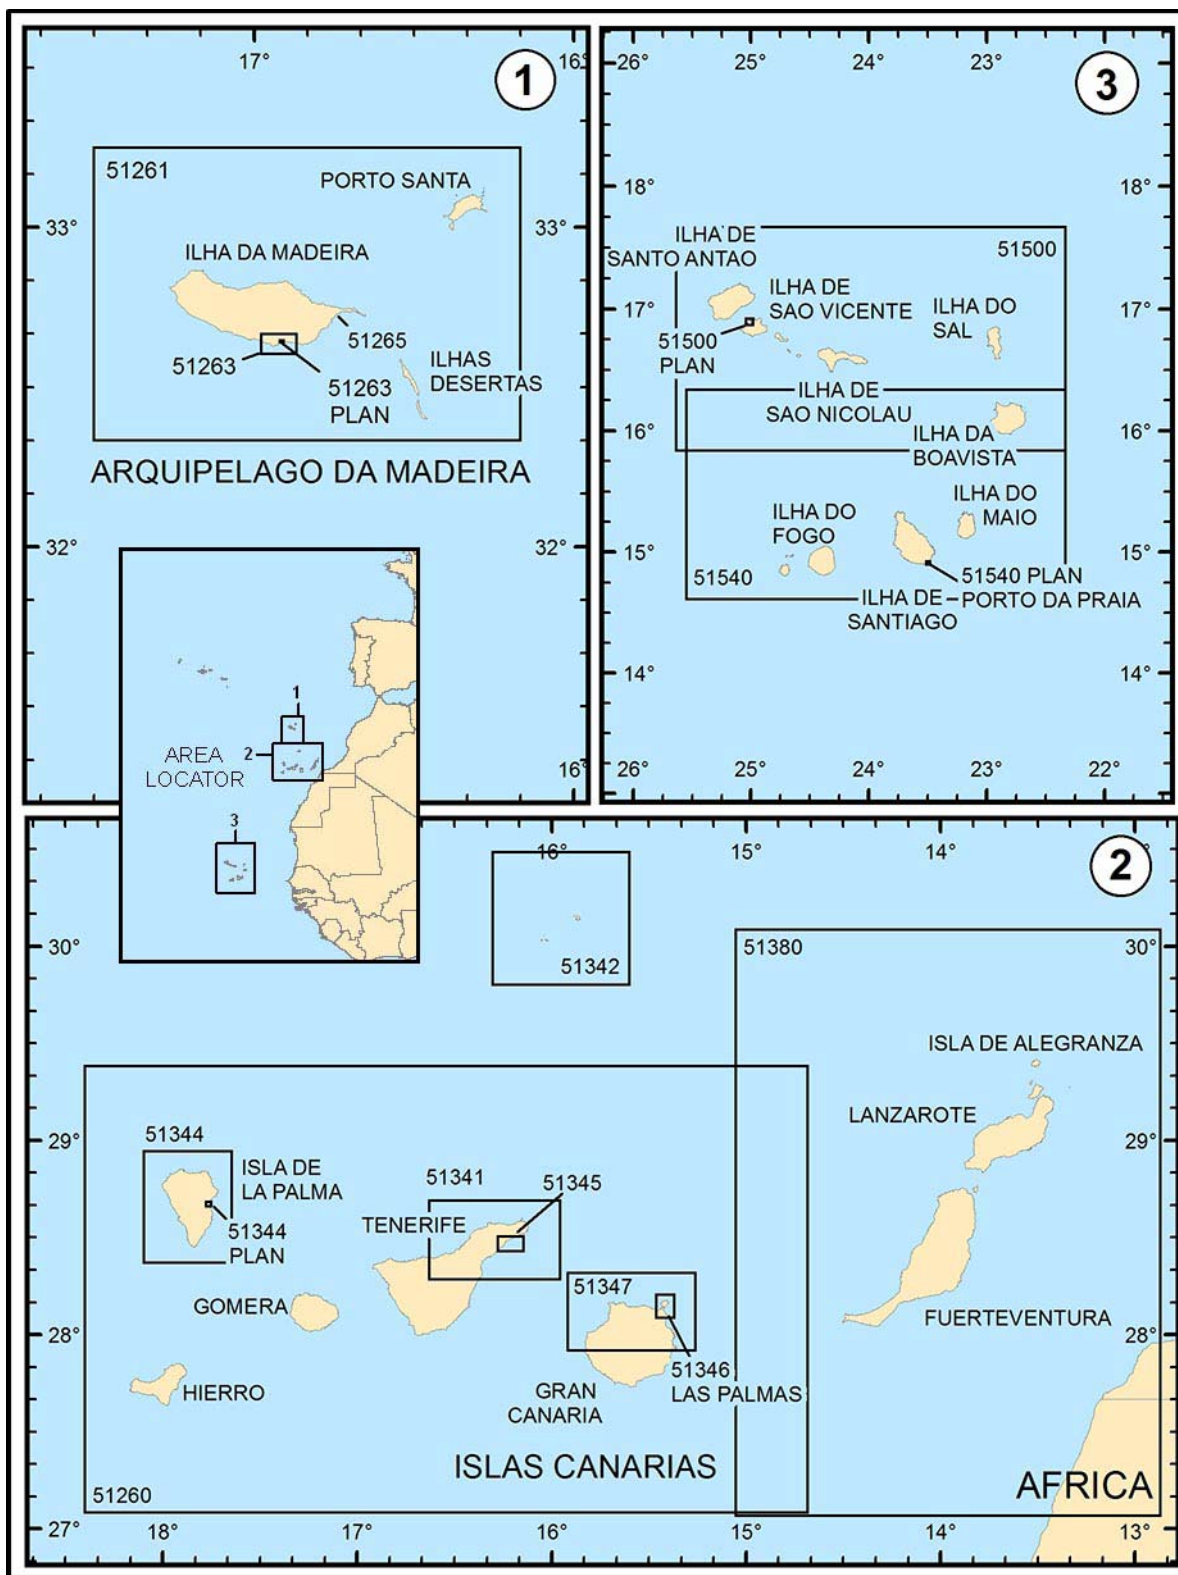 17°
16°
1
51261
PORTO SANTA
33°
33°
ILHA DA MADEIRA
51265
51263
ILHAS
DESERTAS
51263
PLAN
ARQUIPELAGO DA MADEIRA
32°
32°
16°
1
2
AREA
LOCATOR
3
26°
25°
24°
23°
3
18°
18°
ILHA DE
SANTO ANTAO
51500
17°
17°
ILHA DE
SAO VICENTE
ILHA DO
SAL
51500
PLAN
ILHA DE
SAO NICOLAU
16°
16°
ILHA DA
BOAVISTA
ILHA DO
MAIO
ILHA DO
FOGO
15°
15°
51540
51540 PLAN
PORTO DA PRAIA
ILHA DE
SANTIAGO
14°
14°
26°
25°
24°
23°
22°
16°
15°
14°
2
30°
30°
51342
51380
ISLA DE ALEGRANZA
LANZAROTE
29°
29°
51344
ISLA DE
LA PALMA
51341
51345
51344
PLAN
TENERIFE
GOMERA
51347
FUERTEVENTURA
28°
28°
51346
LAS PALMAS
HIERRO
GRAN
CANARIA
ISLAS CANARIAS
AFRICA
51260
27°
18°
17°
16°
15°
14°
13°